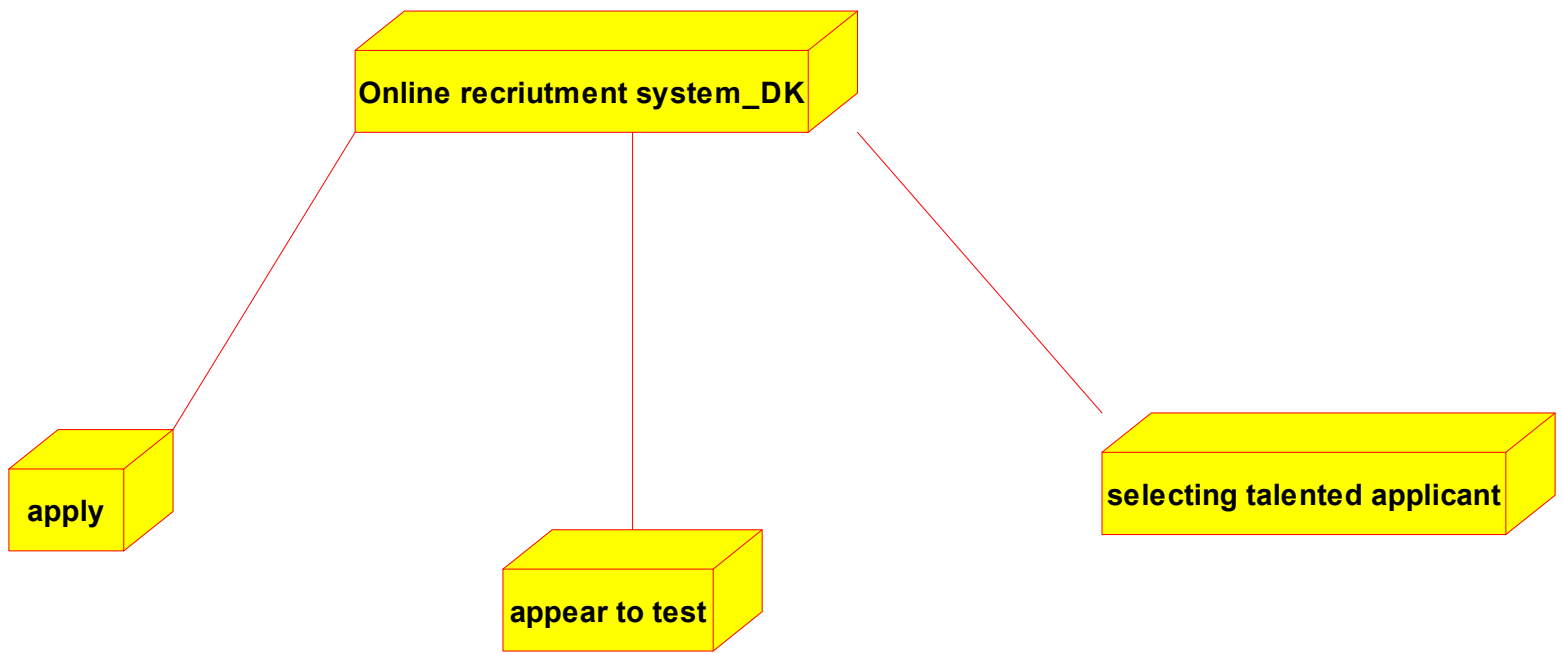 Online recriutment system_DK
apply
selecting talented applicant
appear to test